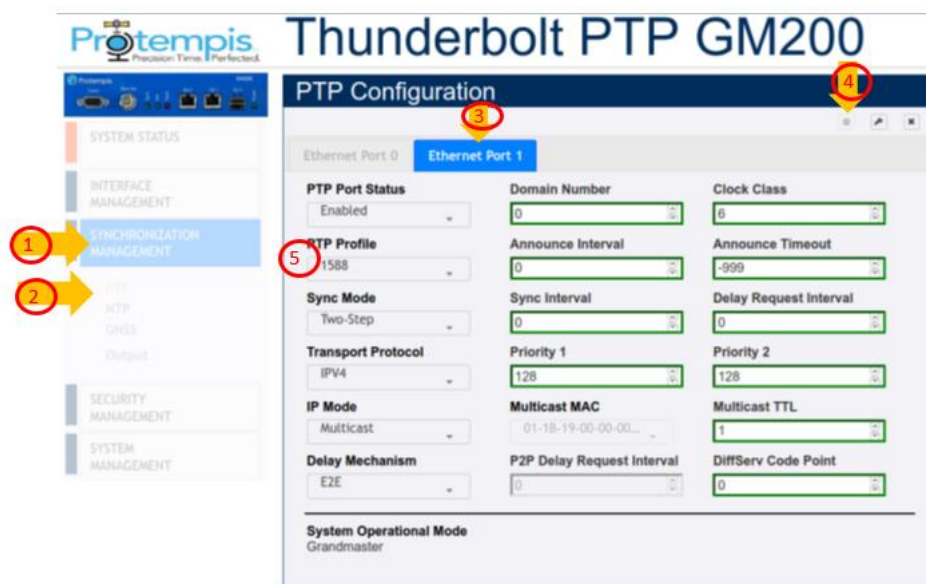 Protempis
Precision Time. Perfected.
Thunderbolt PTP GM200
Protempis
PTP Configuration
4
3
SYSTEM STATUS
Ethernet Port 0
Ethernet Port 1
INTERFACE
MANAGEMENT
1
SYNCHRONIZATION
MANAGEMENT
2
PTP
NTP
GNSS
Output
SECURITY
MANAGEMENT
SYSTEM
MANAGEMENT
PTP Port Status
Domain Number
Clock Class
Enabled
0
6
5
PTP Profile
Announce Interval
Announce Timeout
1588
0
-999
Sync Mode
Sync Interval
Delay Request Interval
Two-Step
0
0
Transport Protocol
Priority 1
Priority 2
IPV4
128
128
IP Mode
Multicast MAC
Multicast TTL
Multicast
01-1B-19-00-00-00...
1
Delay Mechanism
P2P Delay Request Interval
DiffServ Code Point
E2E
0
0
System Operational Mode
Grandmaster